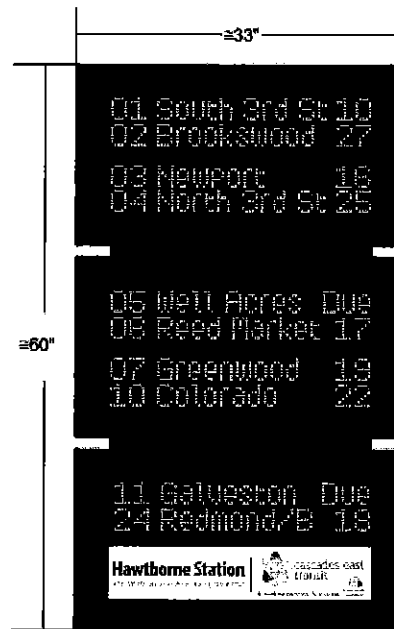 ≅33"
≅60"
01 South 3rd St 10
02 Brookswood 27
03 Newport 16
04 North 3rd St 25
05 Well Acres Due
06 Reed Market 17
07 Greenwood 19
10 Colorado 22
11 Galveston Due
24 Redmond/B 19
Hawthorne Station
cascades east
transit